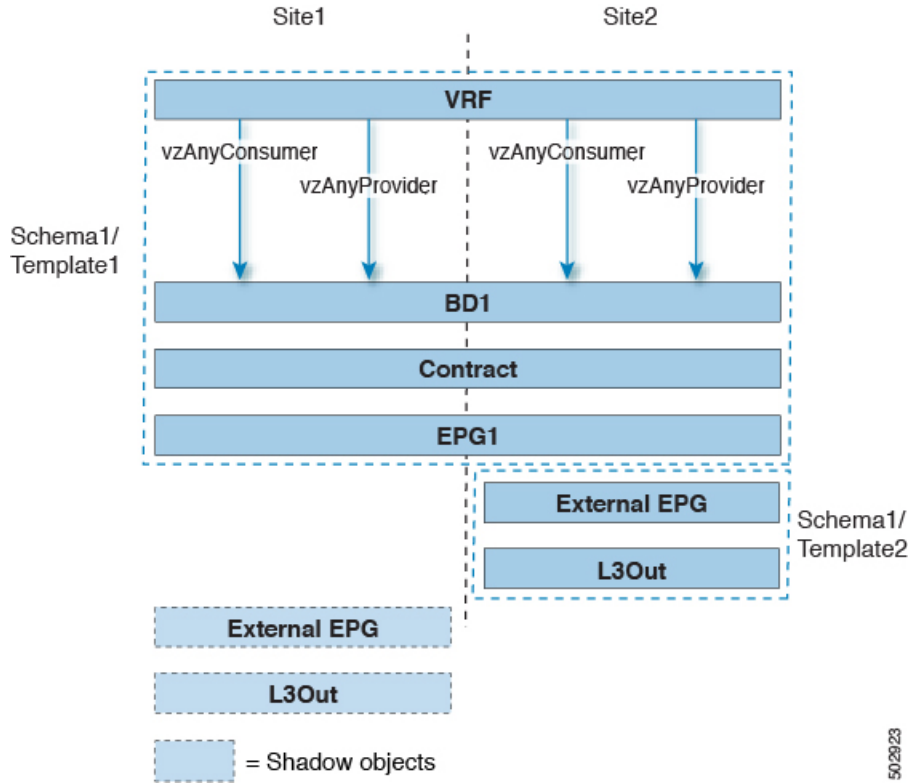 Site1
Site2
VRF
vzAnyConsumer
vzAnyConsumer
vzAnyProvider
vzAnyProvider
Schema1/
Template1
BD1
Contract
EPG1
External EPG
Schema1/
Template2
L3Out
External EPG
L3Out
= Shadow objects
502923